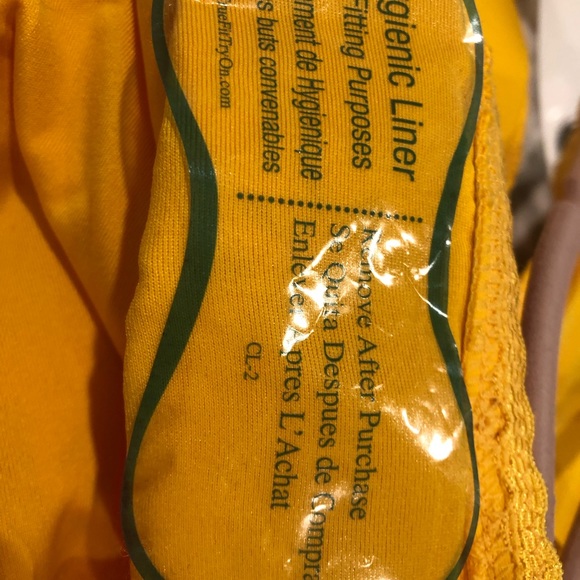 gienic Liner
Fitting Purposes
ment de Hygienique
s buts convenables
eFitTryOn.com
Remove After Purchase
Se Quita Despues de Compra
Enlever Apres L'Achat
CL-2